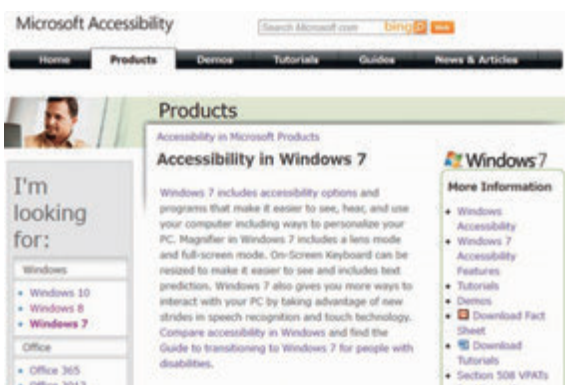 Microsoft Accessibility
Search Microsoft.com bing
Home Products Demos Tutorials Guides News & Articles
Products
Accessibility in Microsoft Products
Accessibility in Windows 7
Windows 7 includes accessibility options and
programs that make it easier to see, hear, and use
your computer including ways to personalize your
PC. Magnifier in Windows 7 includes a lens mode
and full-screen mode. On-Screen Keyboard can be
resized to make it easier to see and includes text
prediction. Windows 7 also gives you more ways to
interact with your PC by taking advantage of new
strides in speech recognition and touch technology.
Compare accessibility in Windows and find the
Guide to transitioning to Windows 7 for people with
disabilities.
I'm
looking
for:
Windows
Windows 10
Windows 8
Windows 7
Office
Office 365
Office 2013
Windows 7
More Information
Windows
Accessibility
Windows 7
Accessibility
Features
Tutorials
Demos
Download Fact
Sheet
Download
Tutorials
Section 508 VPATs